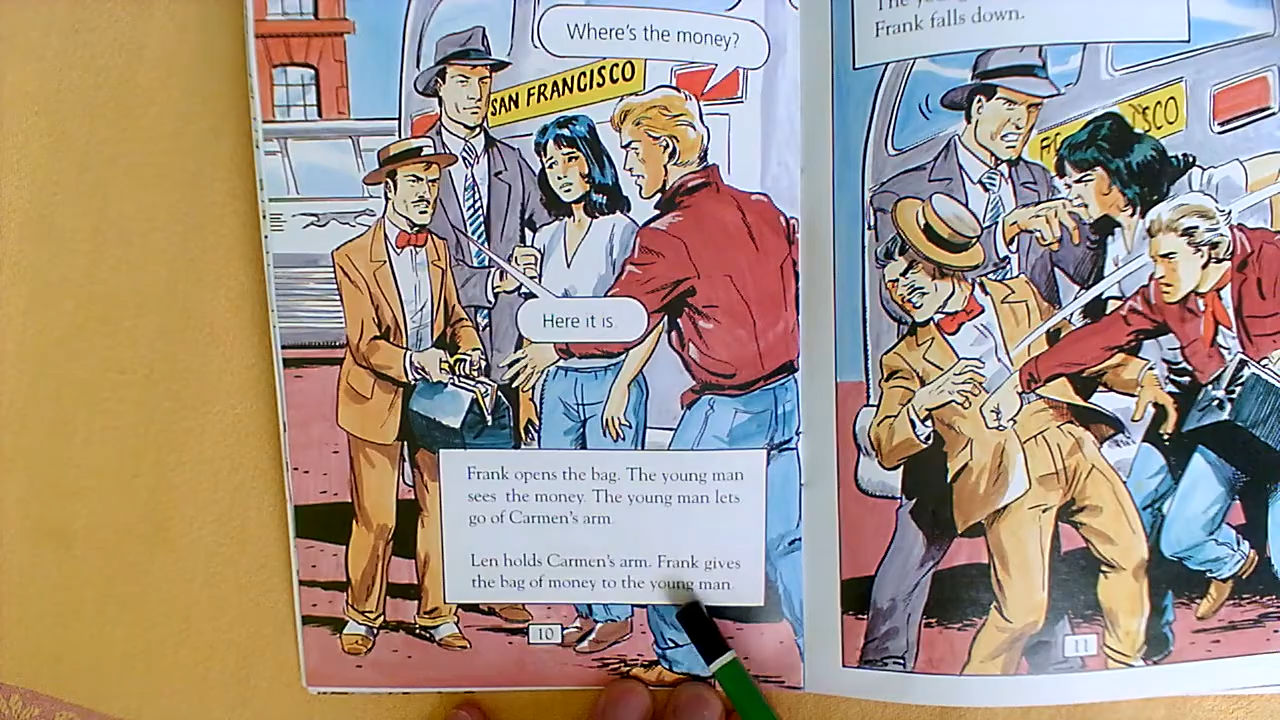 Where's the money?
SAN FRANCISCO
Here it is.
Frank opens the bag. The young man
sees the money. The young man lets
go of Carmen's arm.
Len holds Carmen's arm. Frank gives
the bag of money to the young man.
10
Frank falls down.
11